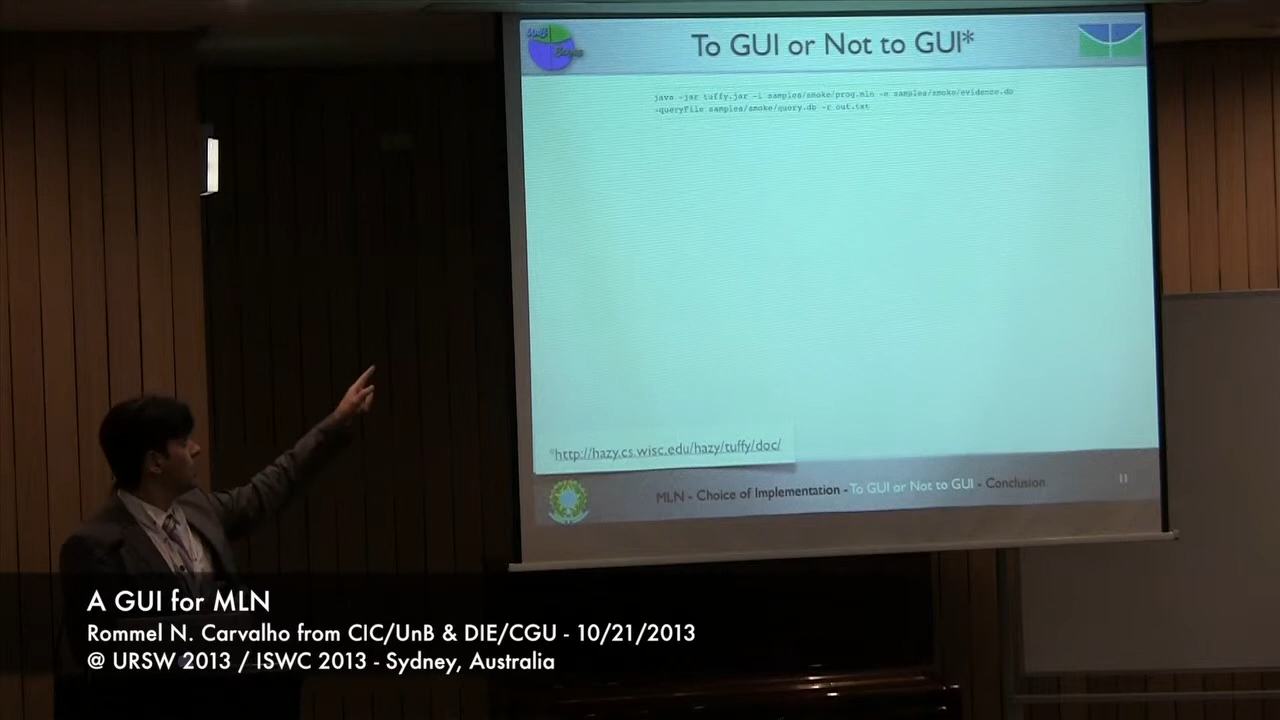 UnB
To GUI or Not to GUI*
java -jar tuffy.jar -i samples/smoke/prog.mln -e samples/smoke/evidence.db
-queryFile samples/smoke/query.db -r out.txt
*http://hazy.cs.wisc.edu/hazy/tuffy/doc/
MLN - Choice of Implementation - To GUI or Not to GUI - Conclusion
11
A GUI for MLN
Rommel N. Carvalho from CIC/UnB & DIE/CGU - 10/21/2013
@ URSW 2013 / ISWC 2013 - Sydney, Australia